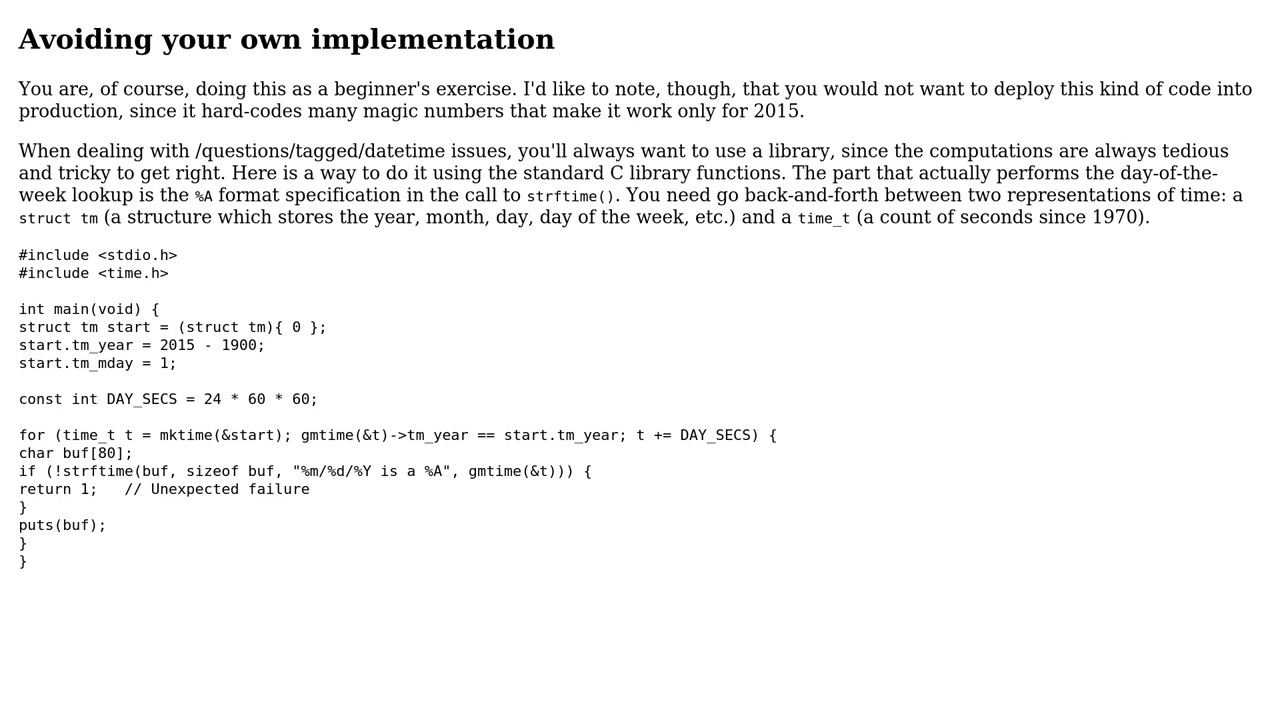 Avoiding your own implementation
You are, of course, doing this as a beginner's exercise. I'd like to note, though, that you would not want to deploy this kind of code into
production, since it hard-codes many magic numbers that make it work only for 2015.
When dealing with /questions/tagged/datetime issues, you'll always want to use a library, since the computations are always tedious
and tricky to get right. Here is a way to do it using the standard C library functions. The part that actually performs the day-of-the-
week lookup is the %A format specification in the call to strftime(). You need go back-and-forth between two representations of time: a
struct tm (a structure which stores the year, month, day, day of the week, etc.) and a time_t (a count of seconds since 1970).
#include <stdio.h>
#include <time.h>
int main(void) {
struct tm start = (struct tm){ 0 };
start.tm_year = 2015 - 1900;
start.tm_mday = 1;
const int DAY_SECS = 24 * 60 * 60;
for (time_t t = mktime(&start); gmtime(&t)->tm_year == start.tm_year; t += DAY_SECS) {
char buf[80];
if (!strftime(buf, sizeof buf, "%m/%d/%Y is a %A", gmtime(&t))) {
return 1;   // Unexpected failure
}
puts(buf);
}
}